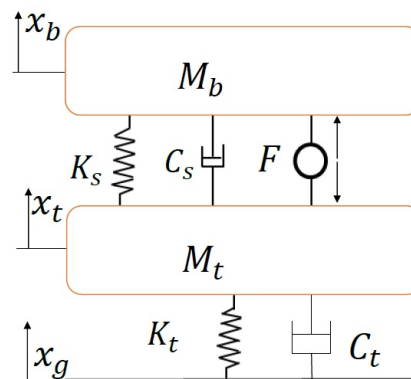 x_b
M_b
K_s
C_s
F
x_t
M_t
K_t
C_t
x_g